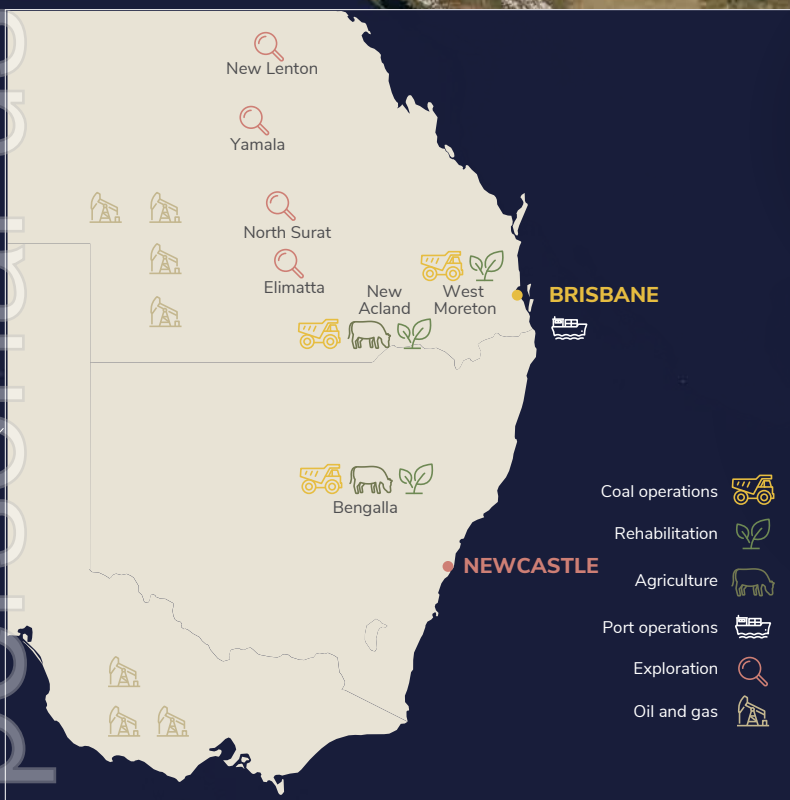 New Lenton
Yamala
North Surat
Elimatta
New
Acland
West
Moreton
BRISBANE
Bengalla
NEWCASTLE
Coal operations
Rehabilitation
Agriculture
Port operations
Exploration
Oil and gas